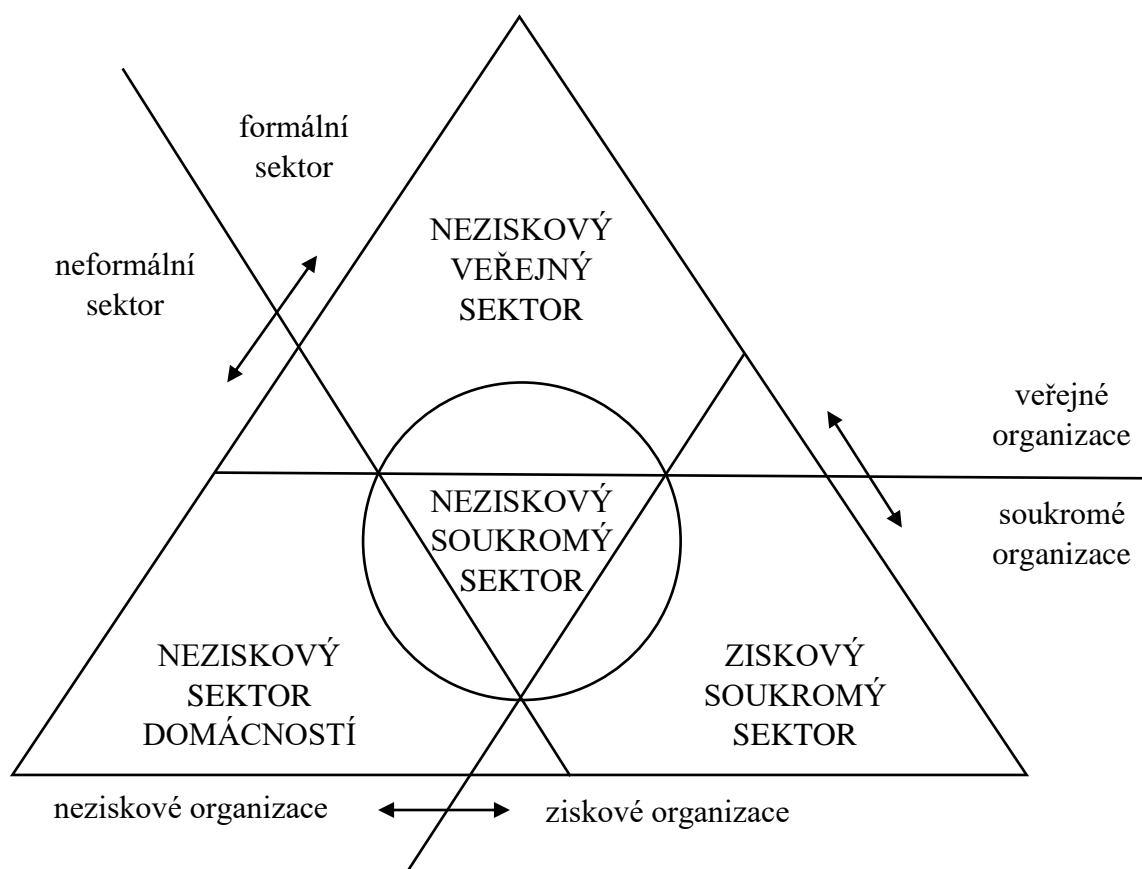 formální
sektor
NEZISKOVÝ
VEŘEJNÝ
SEKTOR
neformální
sektor
veřejné
organizace
NEZISKOVÝ
SOUKROMÝ
SEKTOR
soukromé
organizace
NEZISKOVÝ
SEKTOR
DOMÁCNOSTÍ
ZISKOVÝ
SOUKROMÝ
SEKTOR
neziskové organizace
ziskové organizace